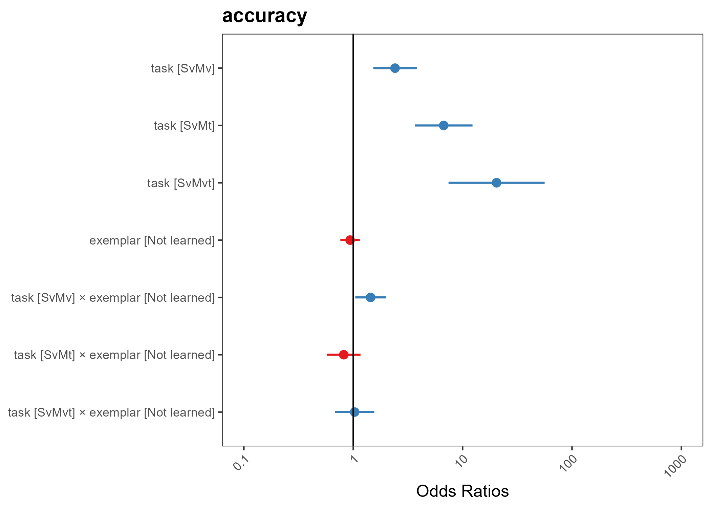 accuracy
task [SvMv]
task [SvMt]
task [SvMvt]
exemplar [Not learned]
task [SvMv] × exemplar [Not learned]
task [SvMt] × exemplar [Not learned]
task [SvMvt] × exemplar [Not learned]
0.1
1
10
100
1000
Odds Ratios